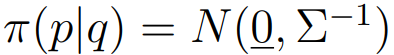 π(p|q) = N(0̲, Σ⁻¹)